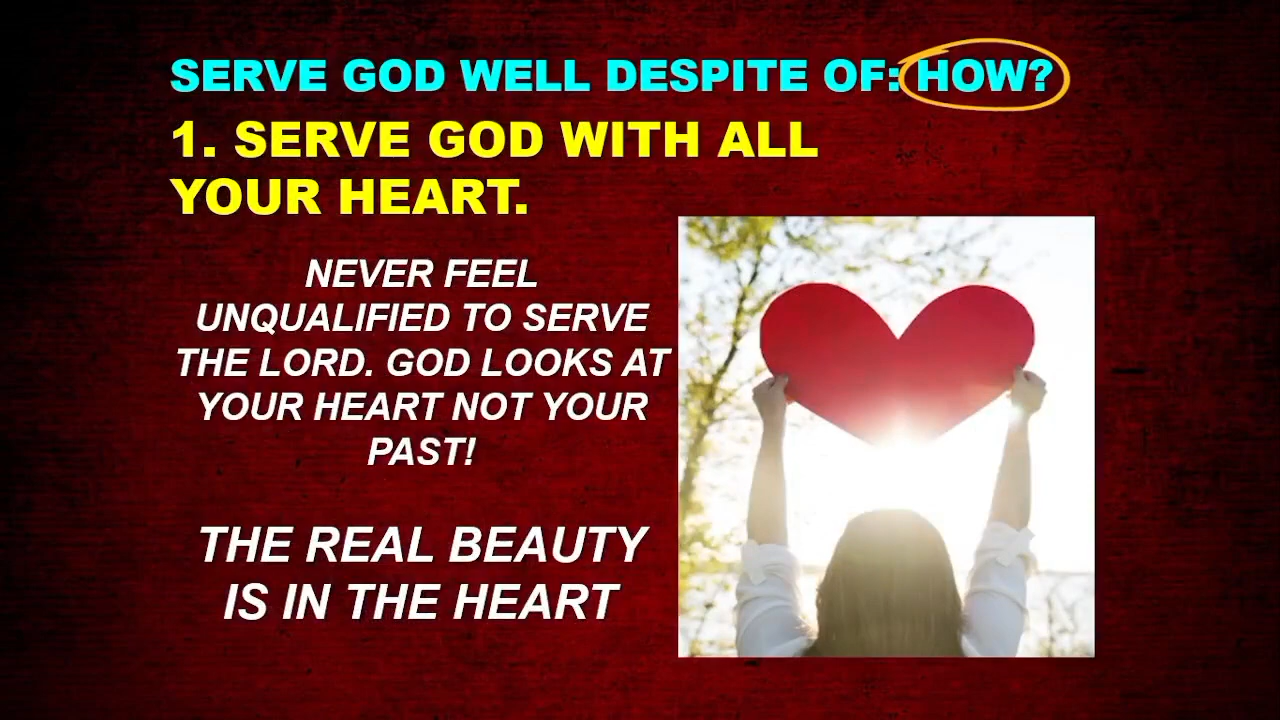 SERVE GOD WELL DESPITE OF: HOW?
1. SERVE GOD WITH ALL
YOUR HEART.
NEVER FEEL
UNQUALIFIED TO SERVE
THE LORD. GOD LOOKS AT
YOUR HEART NOT YOUR
PAST!
THE REAL BEAUTY
IS IN THE HEART